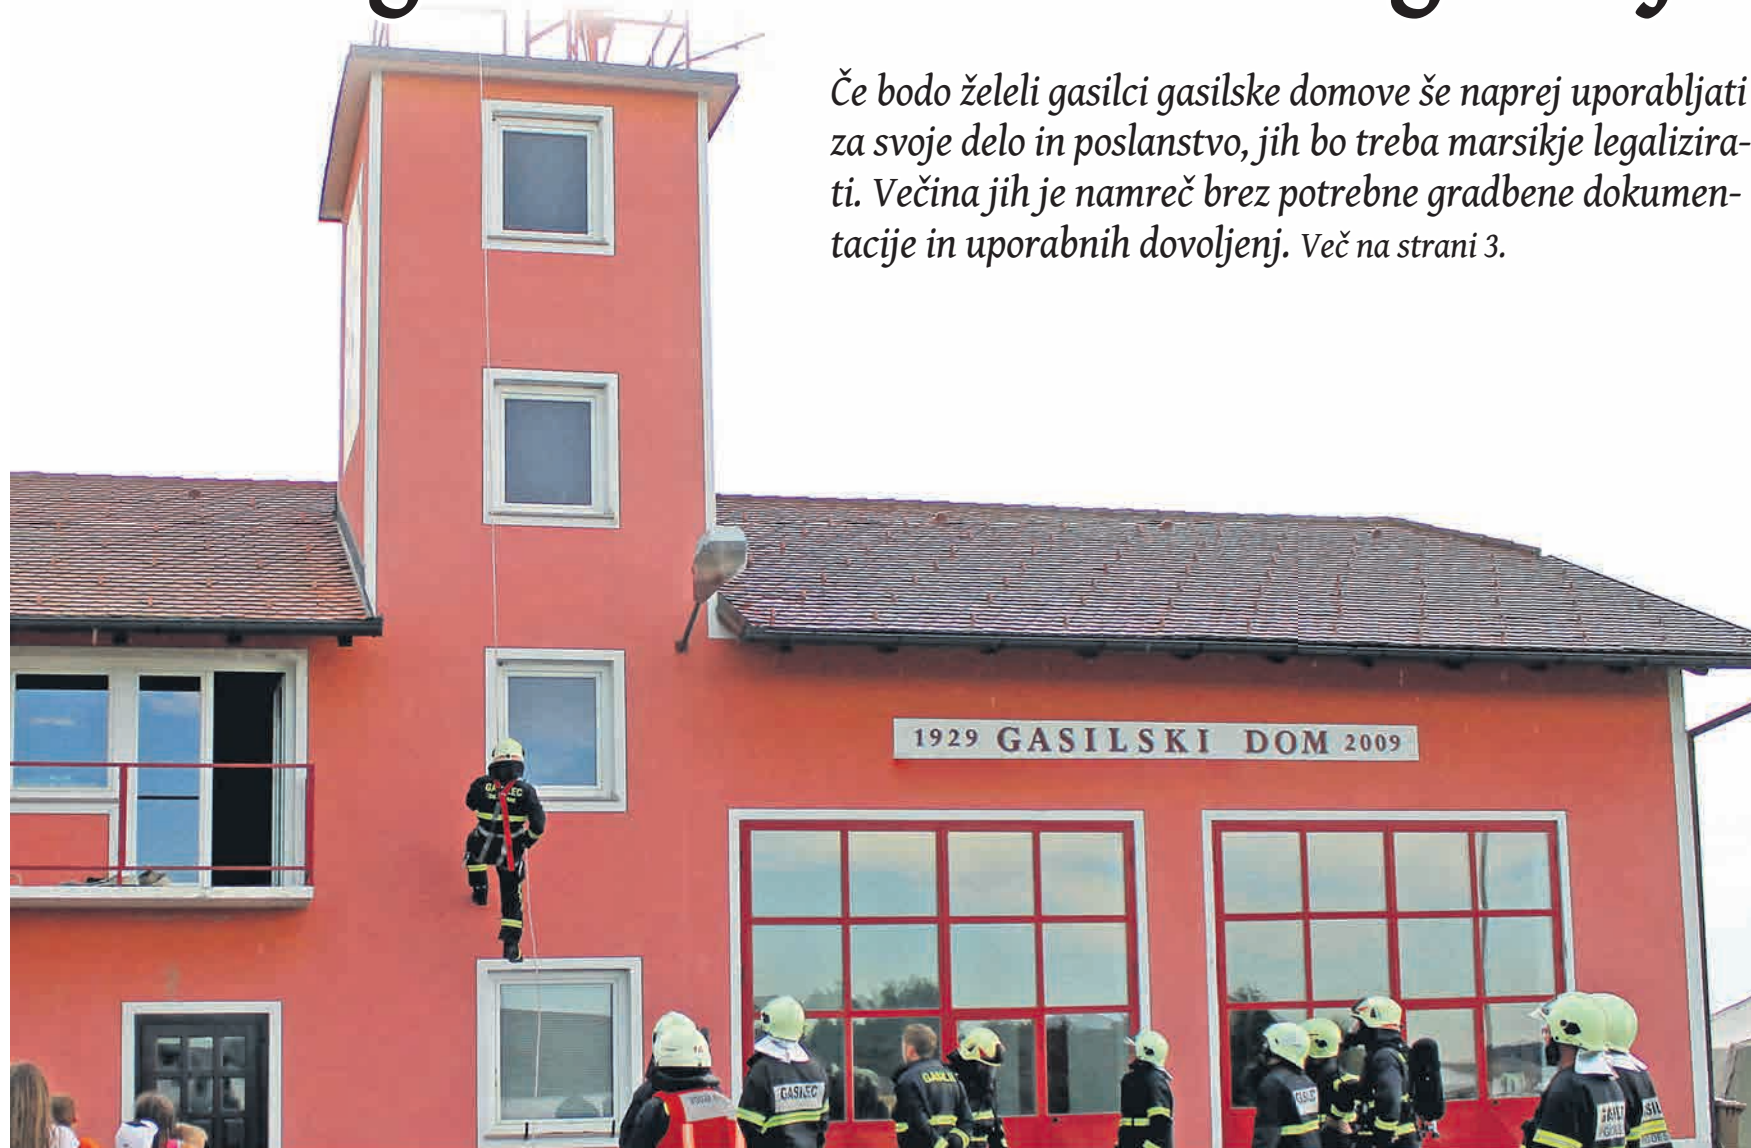 Če bodo želeli gasilci gasilske domove še naprej uporabljati
za svoje delo in poslanstvo, jih bo treba marsikje legalizira-
ti. Večina jih je namreč brez potrebne gradbene dokumen-
tacije in uporabnih dovoljenj. Več na strani 3.
1929 GASILSKI DOM 2009
GASILEC
GASILEC